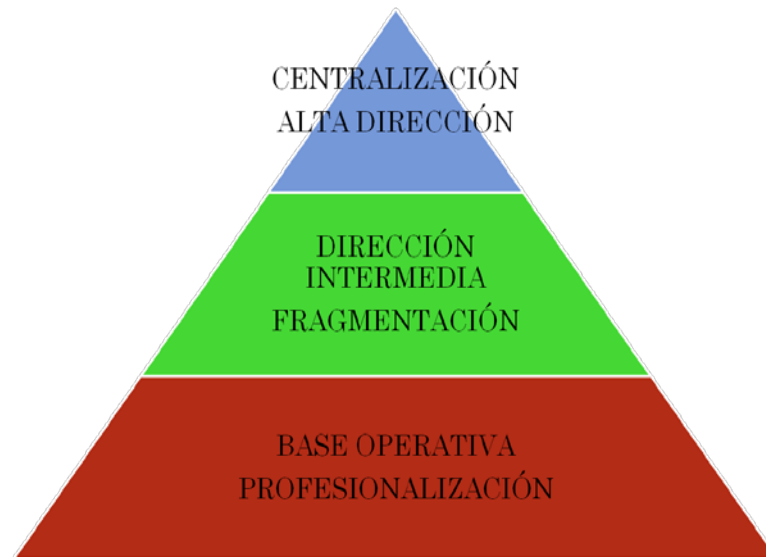 CENTRALIZACIÓN
ALTA DIRECCIÓN
DIRECCIÓN
INTERMEDIA
FRAGMENTACIÓN
BASE OPERATIVA
PROFESIONALIZACIÓN